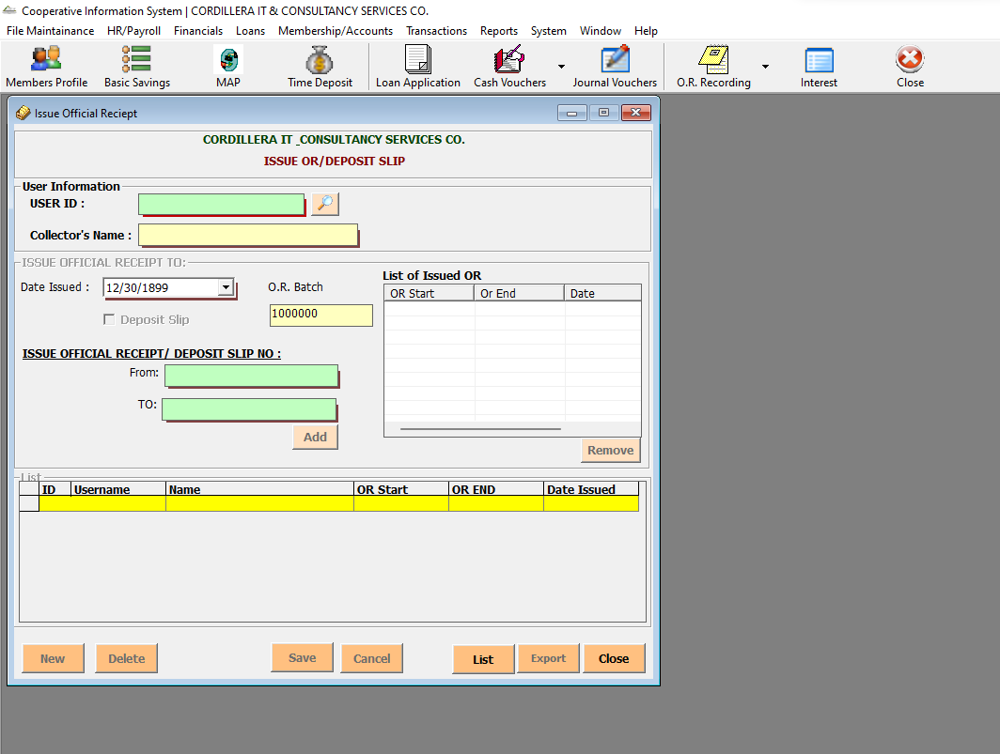 Cooperative Information System | CORDILLERA IT & CONSULTANCY SERVICES CO.
File Maintainance HR/Payroll Financials Loans Membership/Accounts Transactions Reports System Window Help
Members Profile Basic Savings MAP Time Deposit Loan Application Cash Vouchers Journal Vouchers O.R. Recording Interest Close
Issue Official Reciept
CORDILLERA IT _CONSULTANCY SERVICES CO.
ISSUE OR/DEPOSIT SLIP
User Information
USER ID :
Collector's Name :
ISSUE OFFICIAL RECEIPT TO:
Date Issued : 12/30/1899 O.R. Batch
1000000
Deposit Slip
List of Issued OR
OR Start Or End Date
ISSUE OFFICIAL RECEIPT/ DEPOSIT SLIP NO :
From:
TO:
Add
Remove
List
ID Username Name OR Start OR END Date Issued
New Delete Save Cancel List Export Close